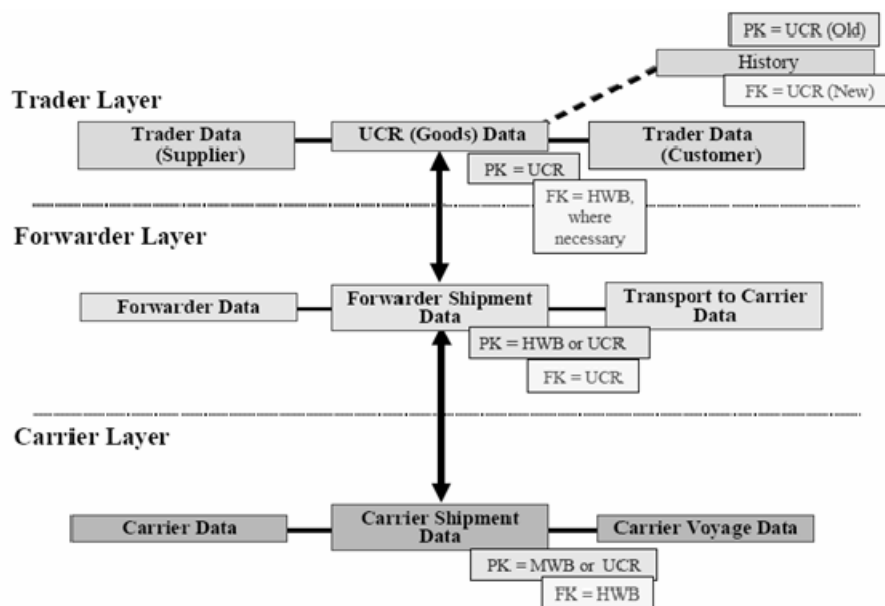 PK = UCR (Old)
History
FK = UCR (New)
Trader Layer
Trader Data
(Supplier)
UCR (Goods) Data
Trader Data
(Customer)
PK = UCR
FK = HWB,
where
necessary
Forwarder Layer
Forwarder Data
Forwarder Shipment
Data
Transport to Carrier
Data
PK = HWB or UCR
FK = UCR
Carrier Layer
Carrier Data
Carrier Shipment
Data
Carrier Voyage Data
PK = MWB or UCR
FK = HWB